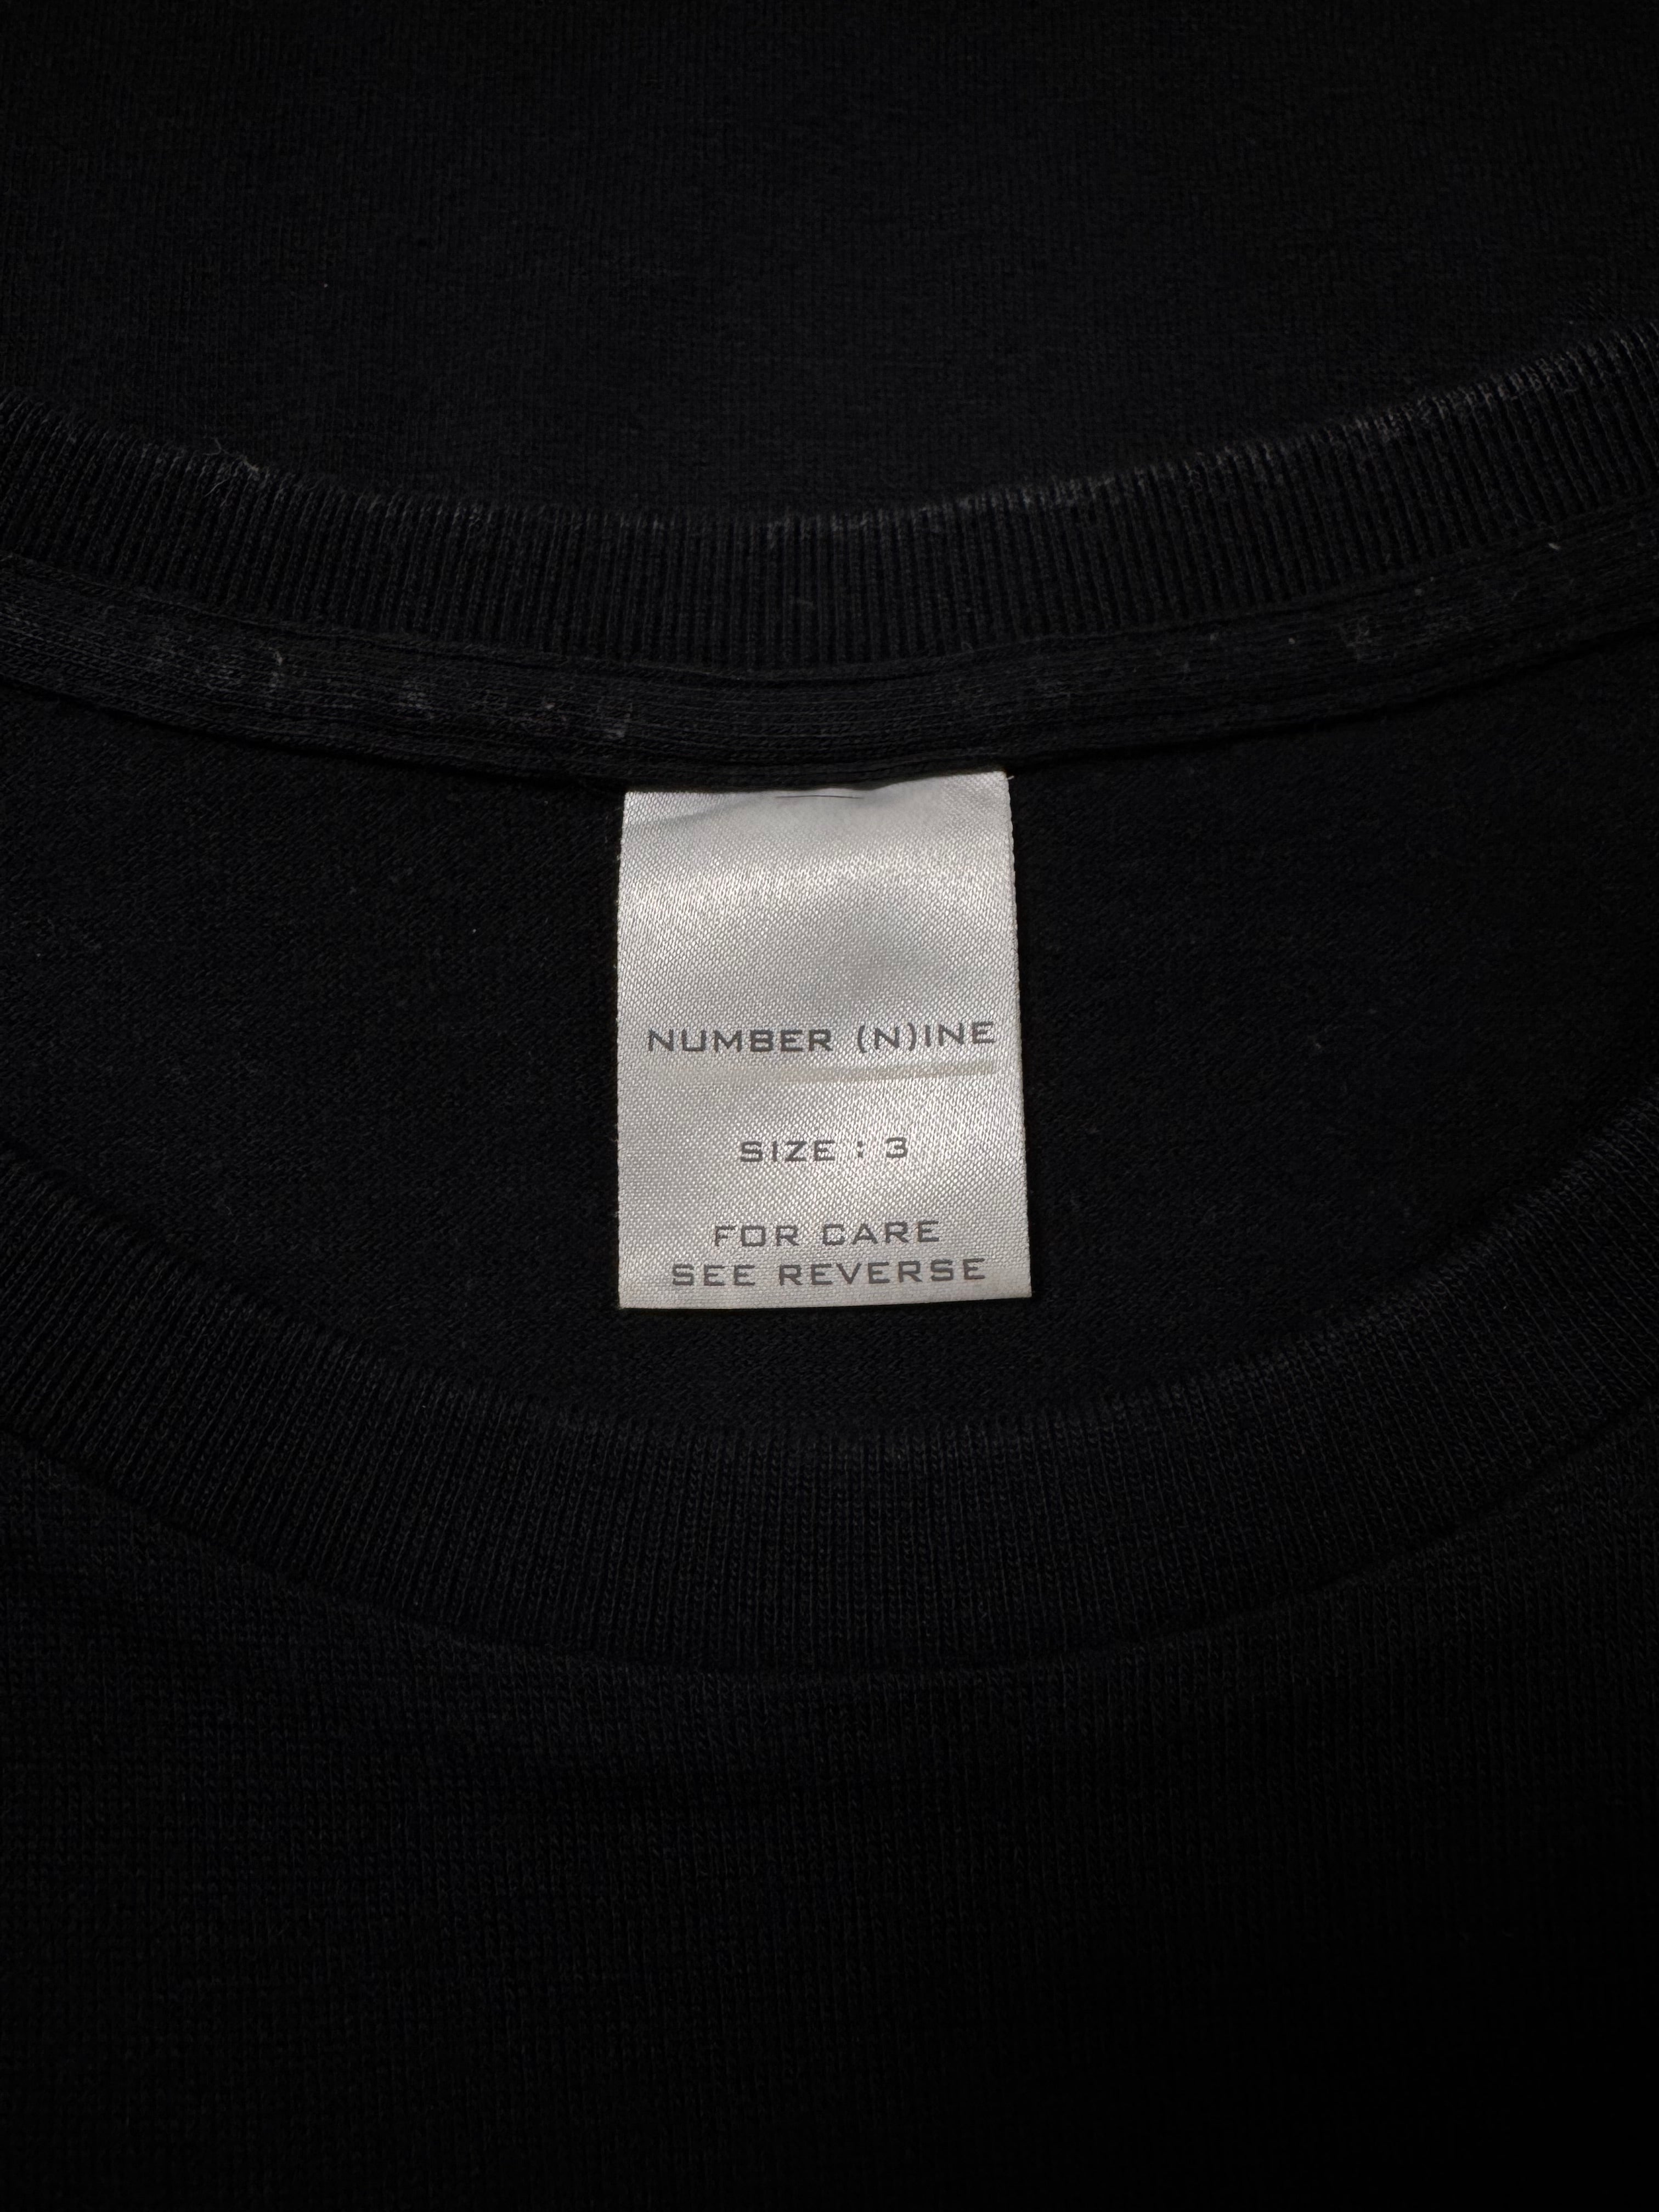 NUMBER (N)INE
SIZE : 3
FOR CARE
SEE REVERSE